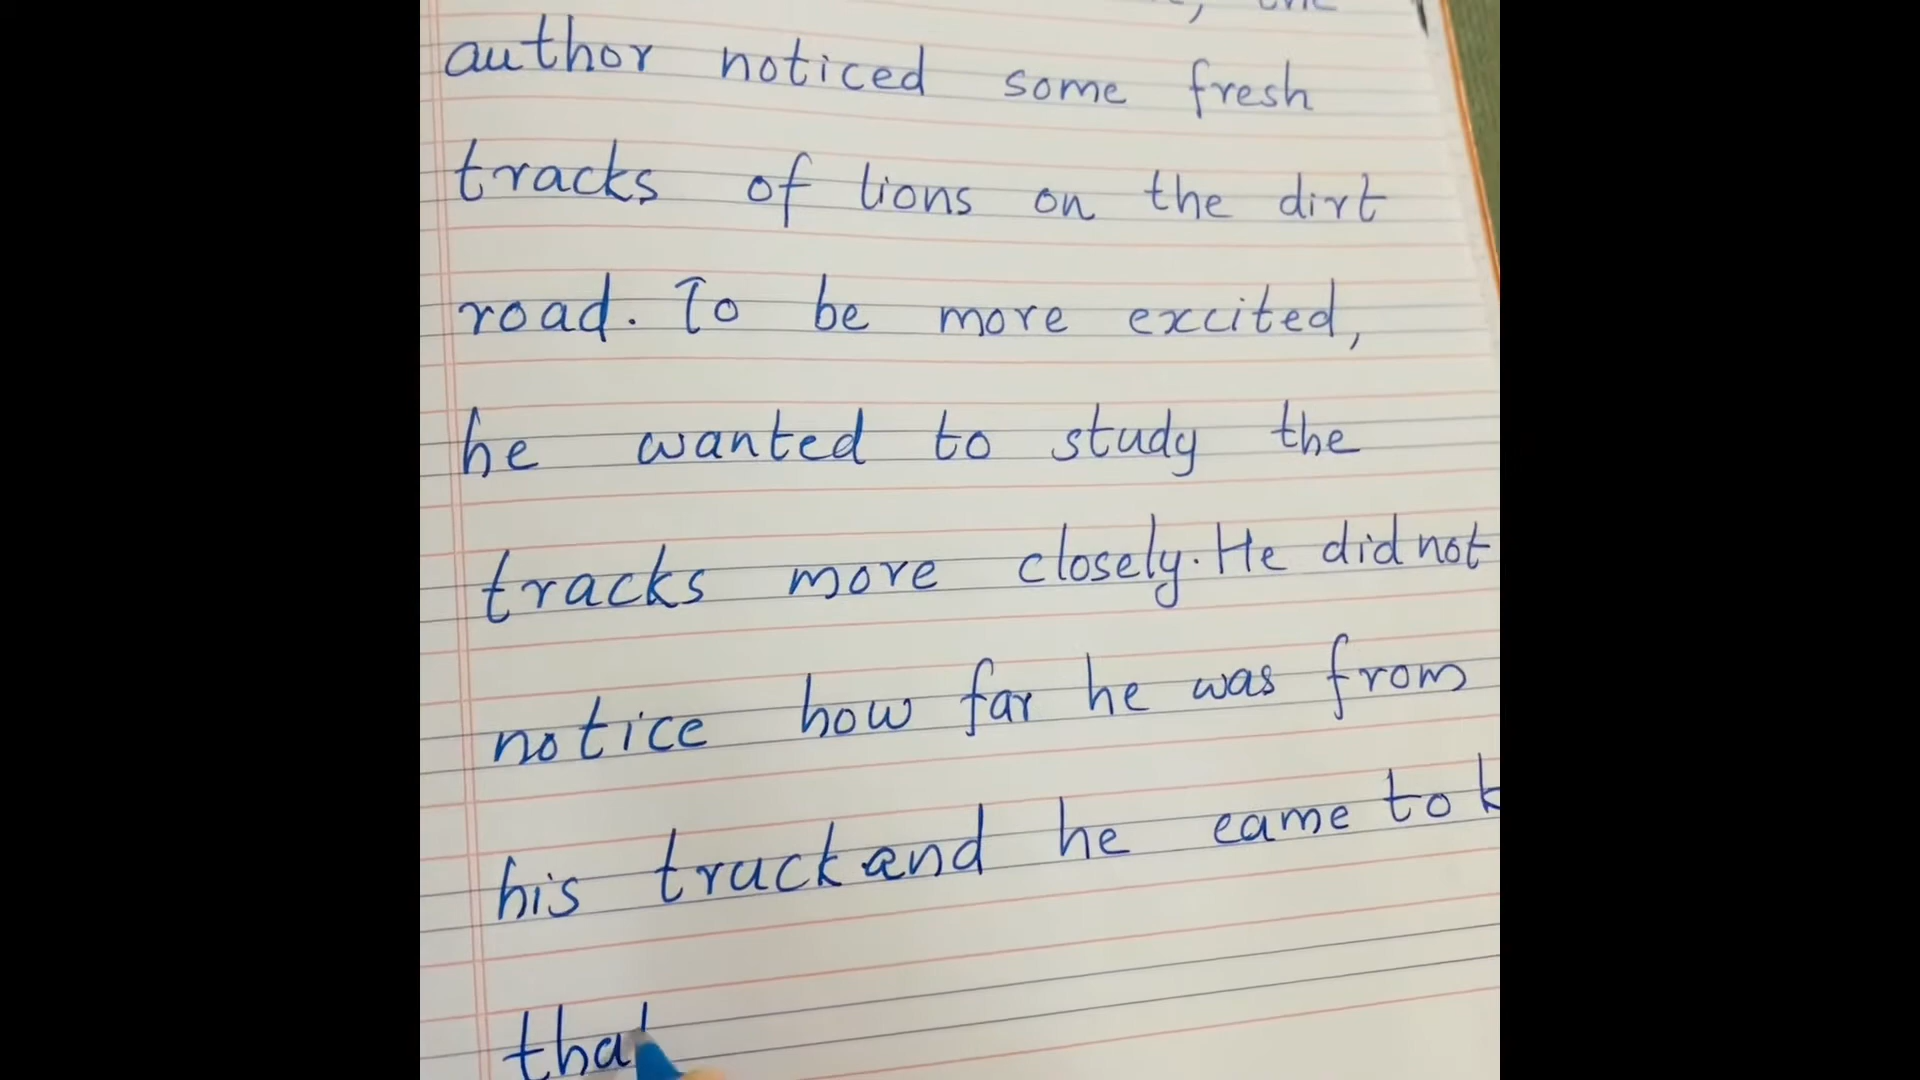 author noticed some fresh
tracks of lions on the dirt
road. To be more excited,
he wanted to study the
tracks more closely. He did not
notice how far he was from
his truck and he came to
that